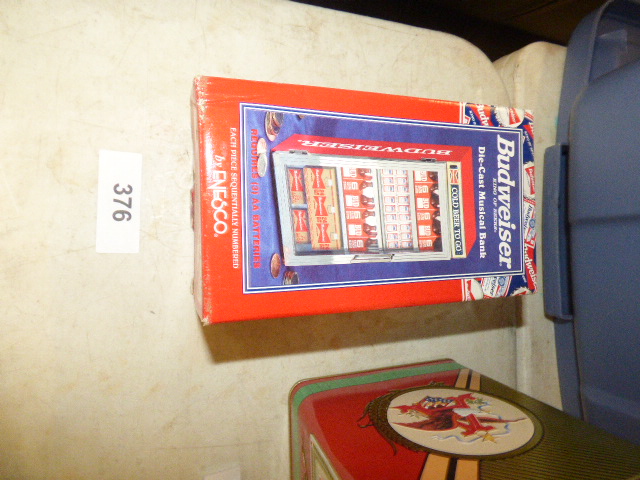 376
Budweiser
KING OF BEERS
Die-Cast Musical Bank
COLD BEER TO GO
BUDWEISER
BUDWEISER
EACH PIECE SEQUENTIALLY NUMBERED
by ENESCO